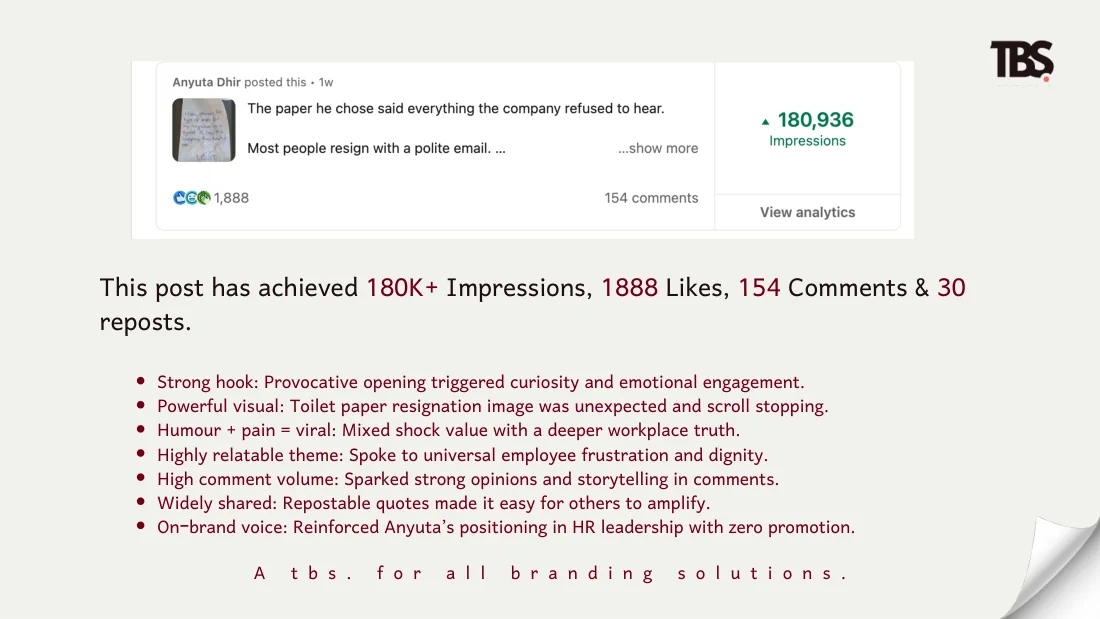 TBS
Anyuta Dhir posted this • 1w
The paper he chose said everything the company refused to hear.
Most people resign with a polite email. ...
...show more
1,888
154 comments
180,936
Impressions
View analytics
This post has achieved 180K+ Impressions, 1888 Likes, 154 Comments & 30
reposts.
• Strong hook: Provocative opening triggered curiosity and emotional engagement.
• Powerful visual: Toilet paper resignation image was unexpected and scroll stopping.
• Humour + pain = viral: Mixed shock value with a deeper workplace truth.
• Highly relatable theme: Spoke to universal employee frustration and dignity.
• High comment volume: Sparked strong opinions and storytelling in comments.
• Widely shared: Repostable quotes made it easy for others to amplify.
• On-brand voice: Reinforced Anyuta's positioning in HR leadership with zero promotion.
A tbs. for all branding solutions.